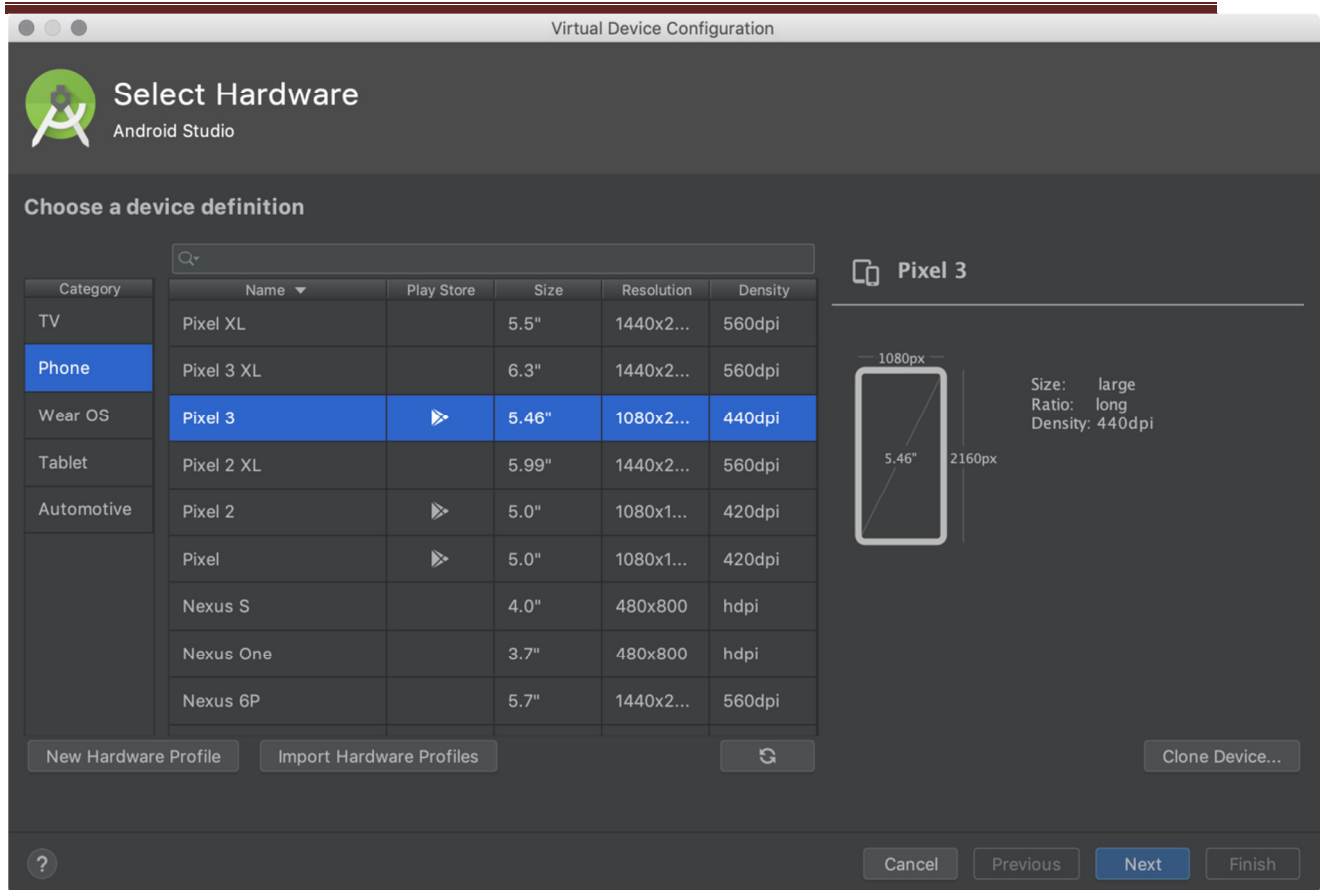 Virtual Device Configuration
Select Hardware
Android Studio
Choose a device definition
Category
TV
Phone
Wear OS
Tablet
Automotive
Name Play Store Size Resolution Density
Pixel XL 5.5" 1440x2... 560dpi
Pixel 3 XL 6.3" 1440x2... 560dpi
Pixel 3 5.46" 1080x2... 440dpi
Pixel 2 XL 5.99" 1440x2... 560dpi
Pixel 2 5.0" 1080x1... 420dpi
Pixel 5.0" 1080x1... 420dpi
Nexus S 4.0" 480x800 hdpi
Nexus One 3.7" 480x800 hdpi
Nexus 6P 5.7" 1440x2... 560dpi
Pixel 3
1080px
5.46"
2160px
Size: large
Ratio: long
Density: 440dpi
New Hardware Profile
Import Hardware Profiles
Clone Device...
?
Cancel
Previous
Next
Finish